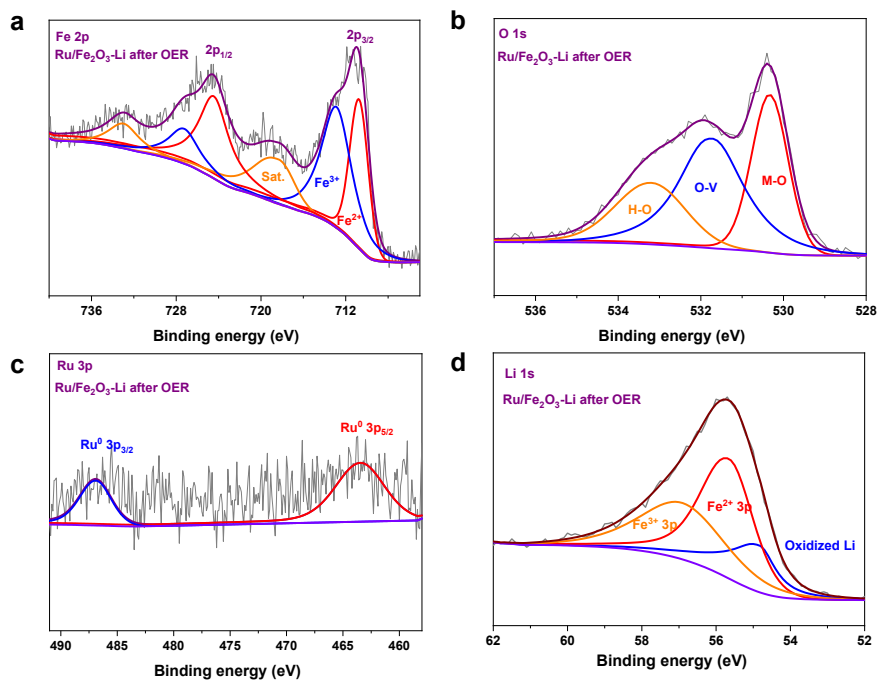 a
Fe 2p
Ru/Fe₂O₃-Li after OER
2p₁/₂
2p₃/₂
Sat.
Fe³⁺
Fe²⁺
736 728 720 712
Binding energy (eV)
b
O 1s
Ru/Fe₂O₃-Li after OER
H-O
O-V
M-O
536 534 532 530 528
Binding energy (eV)
c
Ru 3p
Ru/Fe₂O₃-Li after OER
Ru⁰ 3p₃/₂
Ru⁰ 3p₅/₂
490 485 480 475 470 465 460
Binding energy (eV)
d
Li 1s
Ru/Fe₂O₃-Li after OER
Fe³⁺ 3p
Fe²⁺ 3p
Oxidized Li
62 60 58 56 54 52
Binding energy (eV)